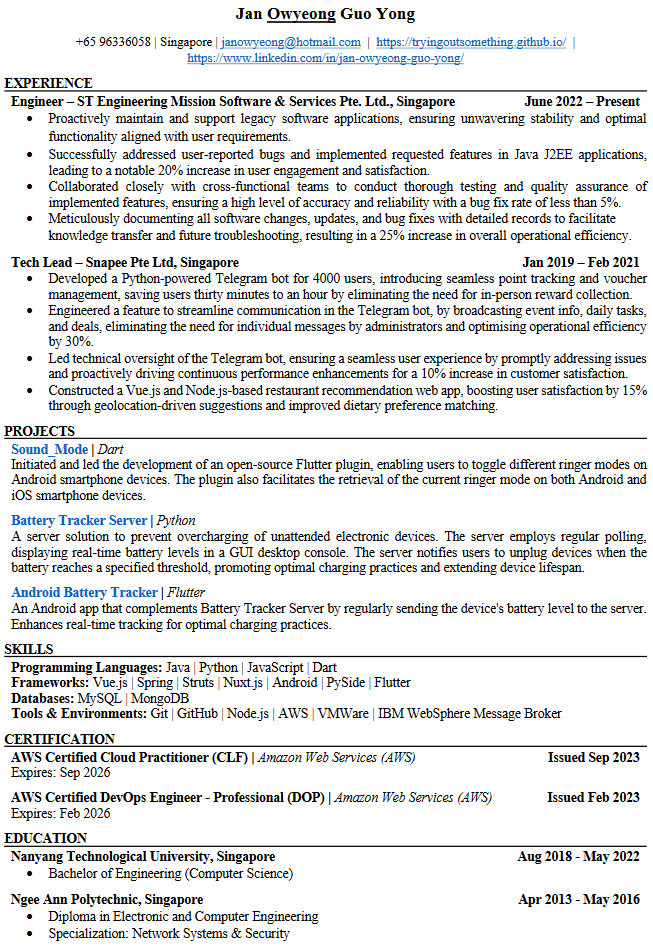 Jan Owyeong Guo Yong
+65 96336058 | Singapore | janowyeong@hotmail.com | https://tryingoutsomething.github.io/ |
https://www.linkedin.com/in/jan-owyeong-guo-yong/
EXPERIENCE
Engineer – ST Engineering Mission Software & Services Pte. Ltd., Singapore June 2022 – Present
• Proactively maintain and support legacy software applications, ensuring unwavering stability and optimal
functionality aligned with user requirements.
• Successfully addressed user-reported bugs and implemented requested features in Java J2EE applications,
leading to a notable 20% increase in user engagement and satisfaction.
• Collaborated closely with cross-functional teams to conduct thorough testing and quality assurance of
implemented features, ensuring a high level of accuracy and reliability with a bug fix rate of less than 5%.
• Meticulously documenting all software changes, updates, and bug fixes with detailed records to facilitate
knowledge transfer and future troubleshooting, resulting in a 25% increase in overall operational efficiency.
Tech Lead – Snapee Pte Ltd, Singapore Jan 2019 – Feb 2021
• Developed a Python-powered Telegram bot for 4000 users, introducing seamless point tracking and voucher
management, saving users thirty minutes to an hour by eliminating the need for in-person reward collection.
• Engineered a feature to streamline communication in the Telegram bot, by broadcasting event info, daily tasks,
and deals, eliminating the need for individual messages by administrators and optimising operational efficiency
by 30%.
• Led technical oversight of the Telegram bot, ensuring a seamless user experience by promptly addressing issues
and proactively driving continuous performance enhancements for a 10% increase in customer satisfaction.
• Constructed a Vue.js and Node.js-based restaurant recommendation web app, boosting user satisfaction by 15%
through geolocation-driven suggestions and improved dietary preference matching.
PROJECTS
Sound_Mode | Dart
Initiated and led the development of an open-source Flutter plugin, enabling users to toggle different ringer modes on
Android smartphone devices. The plugin also facilitates the retrieval of the current ringer mode on both Android and
iOS smartphone devices.
Battery Tracker Server | Python
A server solution to prevent overcharging of unattended electronic devices. The server employs regular polling,
displaying real-time battery levels in a GUI desktop console. The server notifies users to unplug devices when the
battery reaches a specified threshold, promoting optimal charging practices and extending device lifespan.
Android Battery Tracker | Flutter
An Android app that complements Battery Tracker Server by regularly sending the device's battery level to the server.
Enhances real-time tracking for optimal charging practices.
SKILLS
Programming Languages: Java | Python | JavaScript | Dart
Frameworks: Vue.js | Spring | Struts | Nuxt.js | Android | PySide | Flutter
Databases: MySQL | MongoDB
Tools & Environments: Git | GitHub | Node.js | AWS | VMWare | IBM WebSphere Message Broker
CERTIFICATION
AWS Certified Cloud Practitioner (CLF) | Amazon Web Services (AWS) Issued Sep 2023
Expires: Sep 2026
AWS Certified DevOps Engineer - Professional (DOP) | Amazon Web Services (AWS) Issued Feb 2023
Expires: Feb 2026
EDUCATION
Nanyang Technological University, Singapore Aug 2018 - May 2022
• Bachelor of Engineering (Computer Science)
Ngee Ann Polytechnic, Singapore Apr 2013 - May 2016
• Diploma in Electronic and Computer Engineering
• Specialization: Network Systems & Security